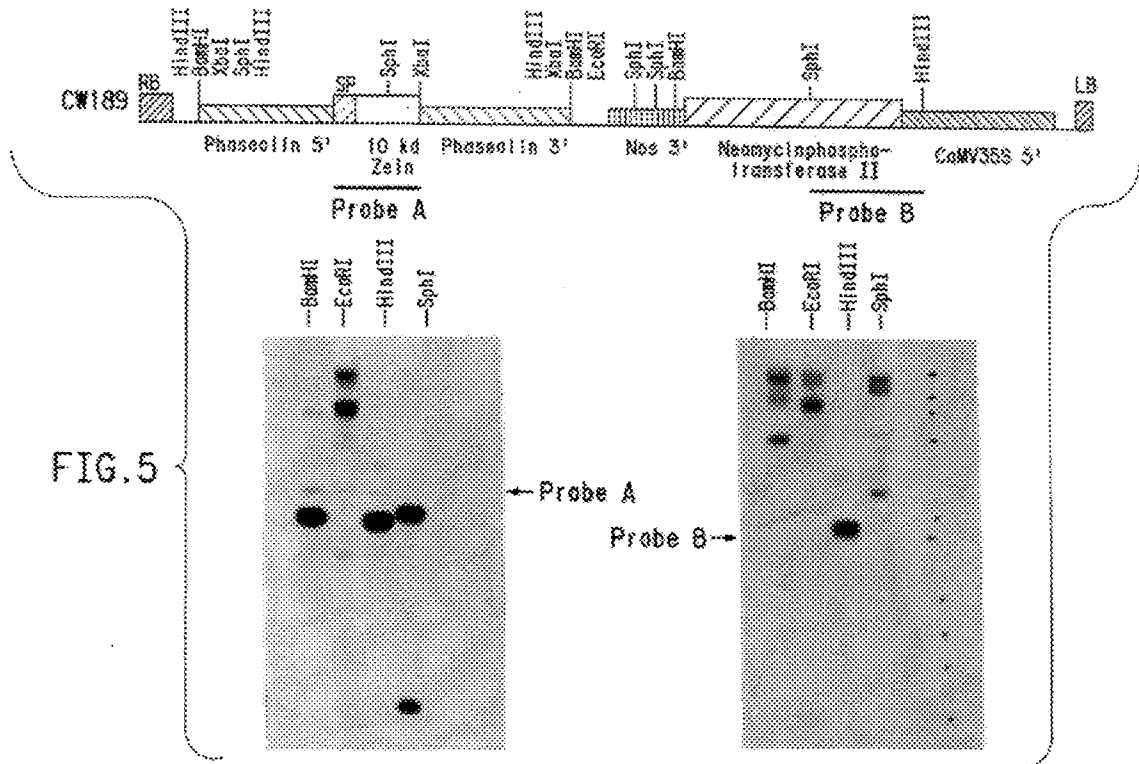 HindIII
BamHI
XbaI
SphI
HindIII
SphI
XbaI
HindIII
XbaI
BamHI
EcoRI
SphI
SphI
BamHI
SphI
HindIII
RB
LB
CW189
Phaseolin 5'
10 kd
Zein
Phaseolin 3'
Nos 3'
Neomycinphospho-
transferase II
CaMV35S 5'
Probe A
Probe B
BamHI
EcoRI
HindIII
SphI
BamHI
EcoRI
HindIII
SphI
FIG.5
Probe A
Probe B